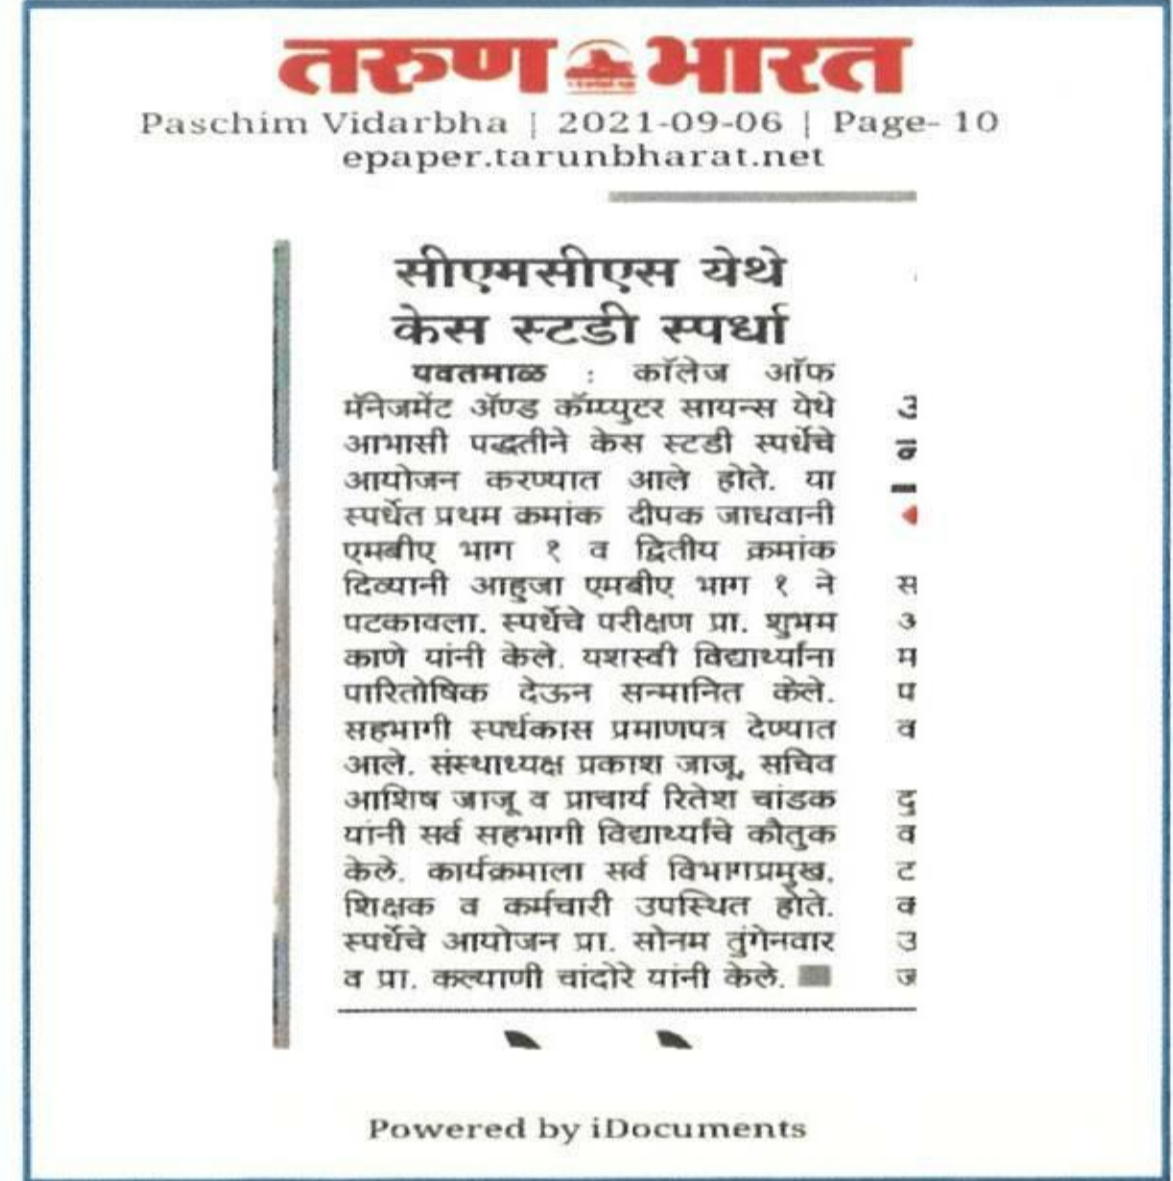 तरुण भारत
Paschim Vidarbha | 2021-09-06 | Page- 10
epaper.tarunbharat.net
सीएमसीएस येथे
केस स्टडी स्पर्धा
यवतमाळ : कॉलेज ऑफ
मॅनेजमेंट अ‍ॅण्ड कॅम्प्युटर सायन्स येथे
आभासी पद्धतीने केस स्टडी स्पर्धेचे
आयोजन करण्यात आले होते. या
स्पर्धेत प्रथम क्रमांक दीपक जाधवानी
एमबीए भाग १ व द्वितीय क्रमांक
दिव्यानी आहुजा एमबीए भाग १ ने
पटकावला. स्पर्धेचे परीक्षण प्रा. शुभम
काणे यांनी केले. यशस्वी विद्यार्थ्यांना
पारितोषिक देऊन सन्मानित केले.
सहभागी स्पर्धकास प्रमाणपत्र देण्यात
आले. संस्थाध्यक्ष प्रकाश जाजू, सचिव
आशिष जाजू व प्राचार्य रितेश चांडक
यांनी सर्व सहभागी विद्यार्थ्यांचे कौतुक
केले. कार्यक्रमाला सर्व विभागप्रमुख,
शिक्षक व कर्मचारी उपस्थित होते.
स्पर्धेचे आयोजन प्रा. सोनम तुंगेनवार
व प्रा. कल्याणी चांदोरे यांनी केले.
Powered by iDocuments